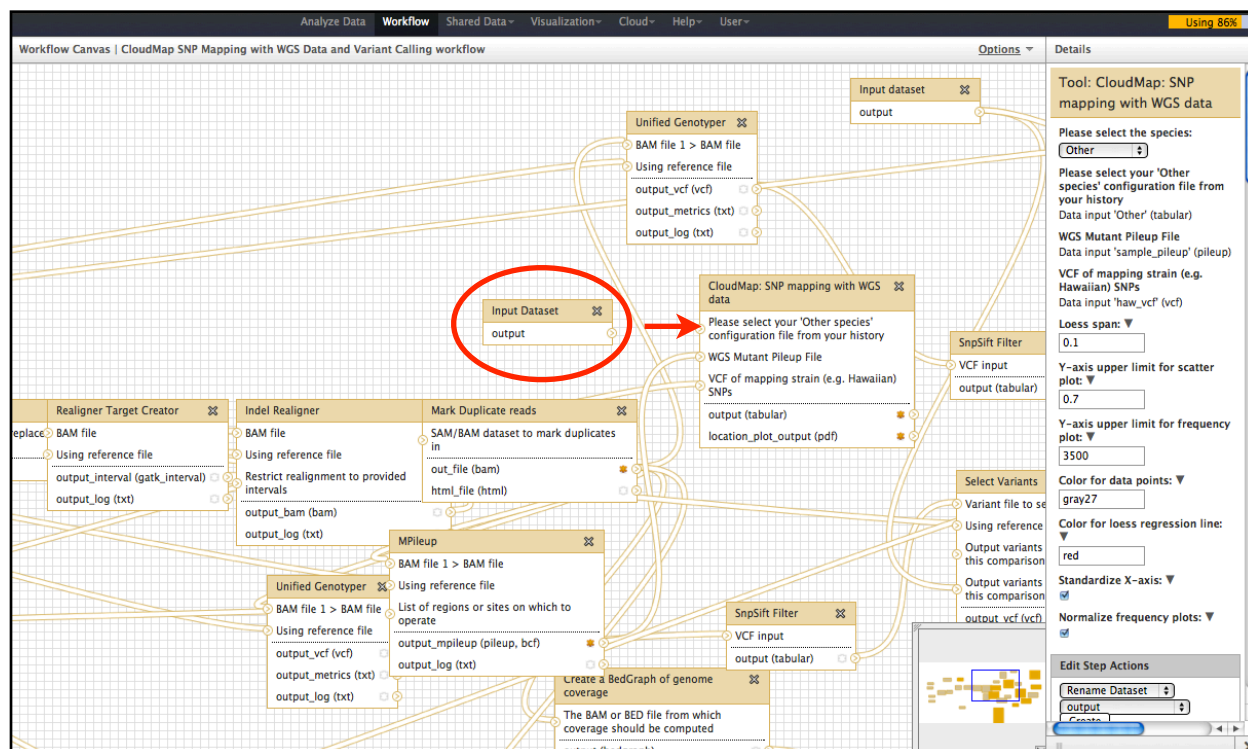 Analyze Data Workflow Shared Data Visualization Cloud Help User Using 86%
Workflow Canvas | CloudMap SNP Mapping with WGS Data and Variant Calling workflow
Options
Details
Input dataset
output
Unified Genotyper
BAM file 1 > BAM file
Using reference file
output_vcf (vcf)
output_metrics (txt)
output_log (txt)
Input Dataset
output
CloudMap: SNP mapping with WGS
data
Please select your 'Other species'
configuration file from your history
WGS Mutant Pileup File
VCF of mapping strain (e.g. Hawaiian)
SNPs
output (tabular)
location_plot_output (pdf)
SnpSift Filter
VCF input
output (tabular)
replace
Realigner Target Creator
BAM file
Using reference file
output_interval (gatk_interval)
output_log (txt)
Indel Realigner
BAM file
Using reference file
Restrict realignment to provided
intervals
output_bam (bam)
output_log (txt)
Mark Duplicate reads
SAM/BAM dataset to mark duplicates
in
out_file (bam)
html_file (html)
MPileup
BAM file 1 > BAM file
Using reference file
List of regions or sites on which to
operate
output_mpileup (pileup, bcf)
output_log (txt)
Unified Genotyper
BAM file 1 > BAM file
Using reference file
output_vcf (vcf)
output_metrics (txt)
output_log (txt)
Select Variants
Variant file to se
Using reference
Output variants
this comparison
Output variants
this comparison
output_vcf (vcf)
SnpSift Filter
VCF input
output (tabular)
Create a BedGraph of genome
coverage
The BAM or BED file from which
coverage should be computed
Tool: CloudMap: SNP
mapping with WGS data
Please select the species:
Other
Please select your 'Other
species' configuration file from
your history
Data input 'Other' (tabular)
WGS Mutant Pileup File
Data input 'sample_pileup' (pileup)
VCF of mapping strain (e.g.
Hawaiian) SNPs
Data input 'haw_vcf' (vcf)
Loess span:
0.1
Y-axis upper limit for scatter
plot:
0.7
Y-axis upper limit for frequency
plot:
3500
Color for data points:
gray27
Color for loess regression line:
red
Standardize X-axis:
Normalize frequency plots:
Edit Step Actions
Rename Dataset
output
Create